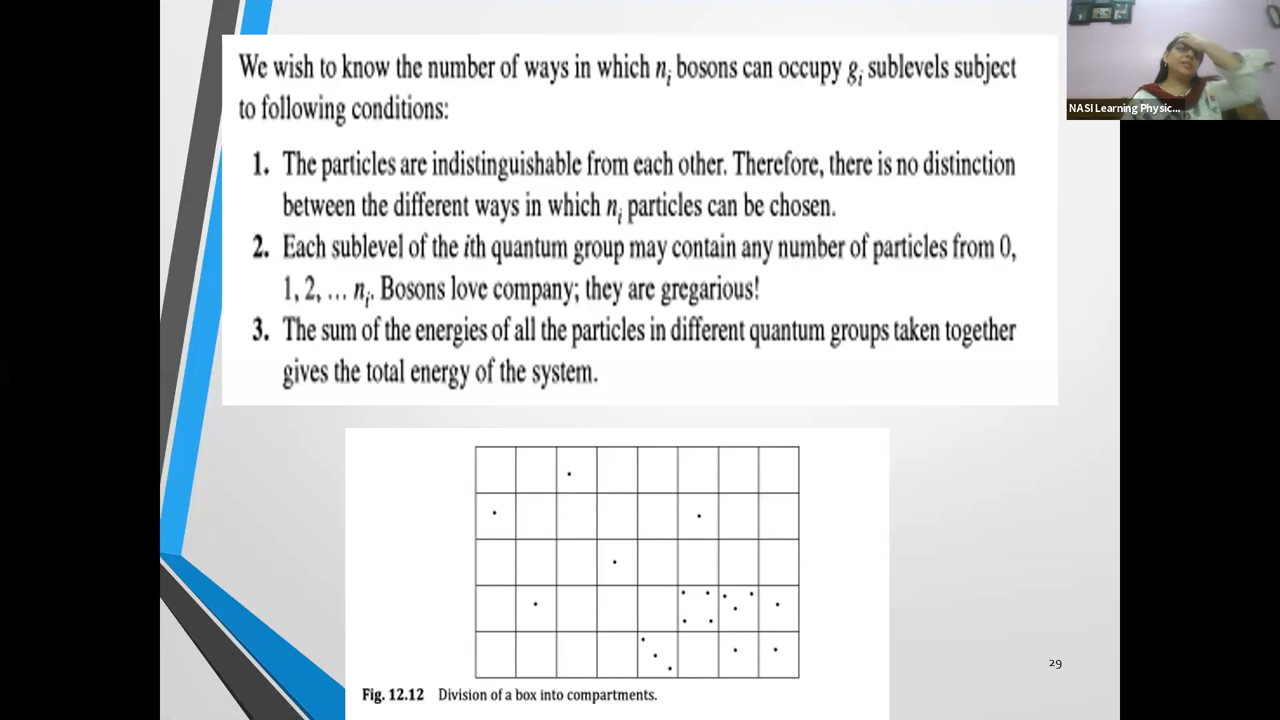 We wish to know the number of ways in which nᵢ bosons can occupy gᵢ sublevels subject
to following conditions:
1. The particles are indistinguishable from each other. Therefore, there is no distinction
between the different ways in which nᵢ particles can be chosen.
2. Each sublevel of the ith quantum group may contain any number of particles from 0,
1, 2, ... nᵢ. Bosons love company; they are gregarious!
3. The sum of the energies of all the particles in different quantum groups taken together
gives the total energy of the system.
Fig. 12.12 Division of a box into compartments.
29
NASI Learning Physic...